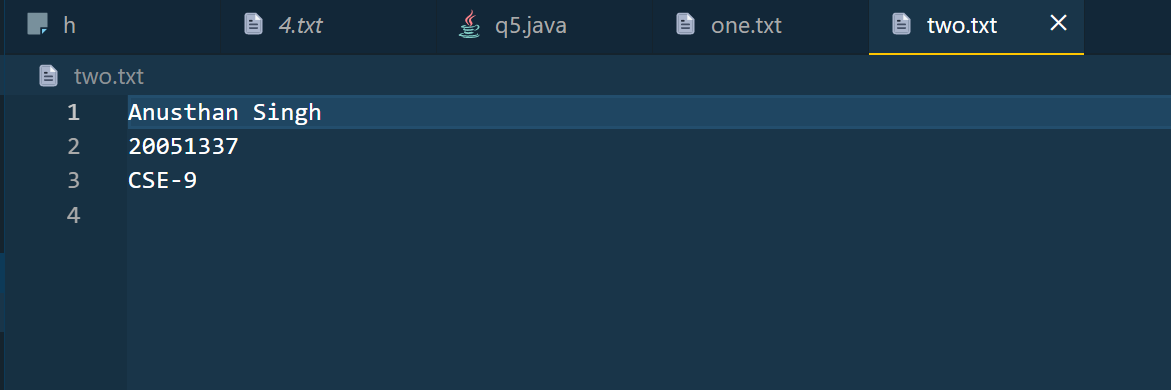 h 4.txt q5.java one.txt two.txt
two.txt
1 Anusthan Singh
2 20051337
3 CSE-9
4